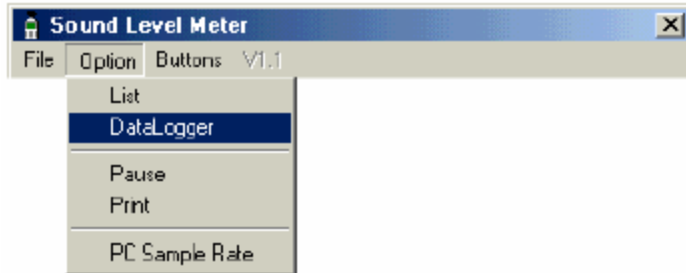 Sound Level Meter
File Option Buttons V1.1
List
DataLogger
Pause
Print
PC Sample Rate